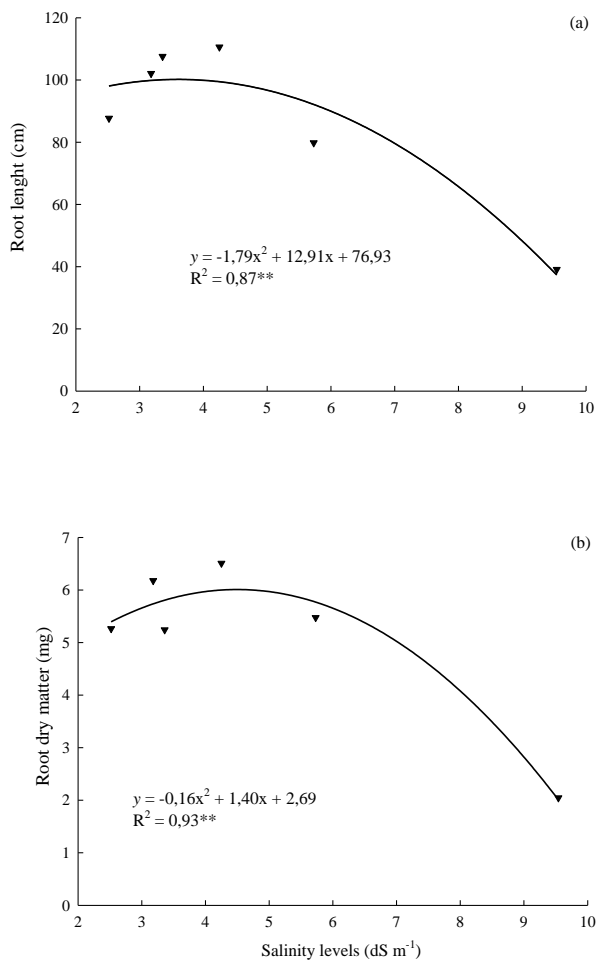 (a)
120
100
80
60
40
20
0
Root lenght (cm)
y = -1,79x² + 12,91x + 76,93
R² = 0,87**
2 3 4 5 6 7 8 9 10
(b)
7
6
5
4
3
2
1
0
Root dry matter (mg)
y = -0,16x² + 1,40x + 2,69
R² = 0,93**
2 3 4 5 6 7 8 9 10
Salinity levels (dS m⁻¹)